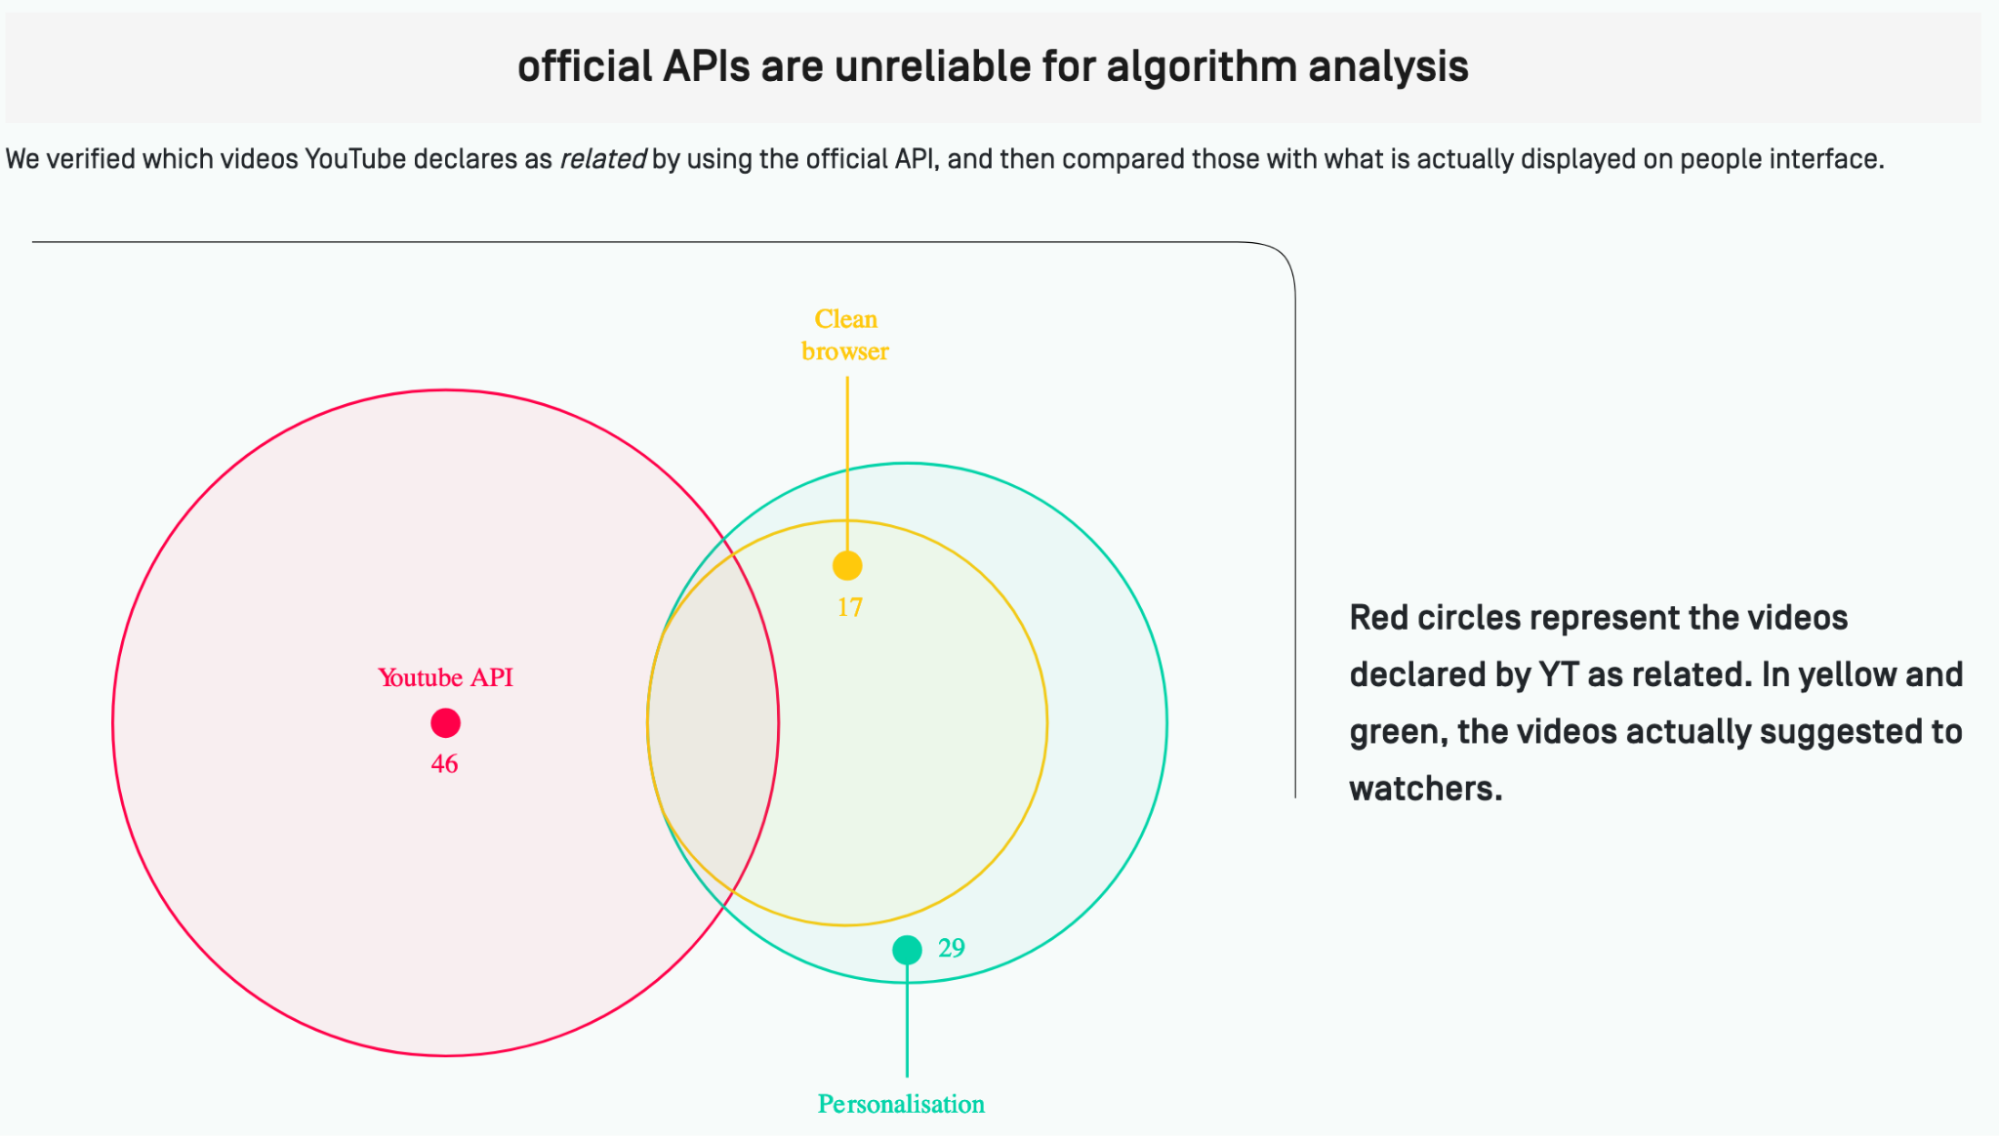 official APIs are unreliable for algorithm analysis
We verified which videos YouTube declares as related by using the official API, and then compared those with what is actually displayed on people interface.
Clean
browser
17
Youtube API
46
29
Personalisation
Red circles represent the videos
declared by YT as related. In yellow and
green, the videos actually suggested to
watchers.